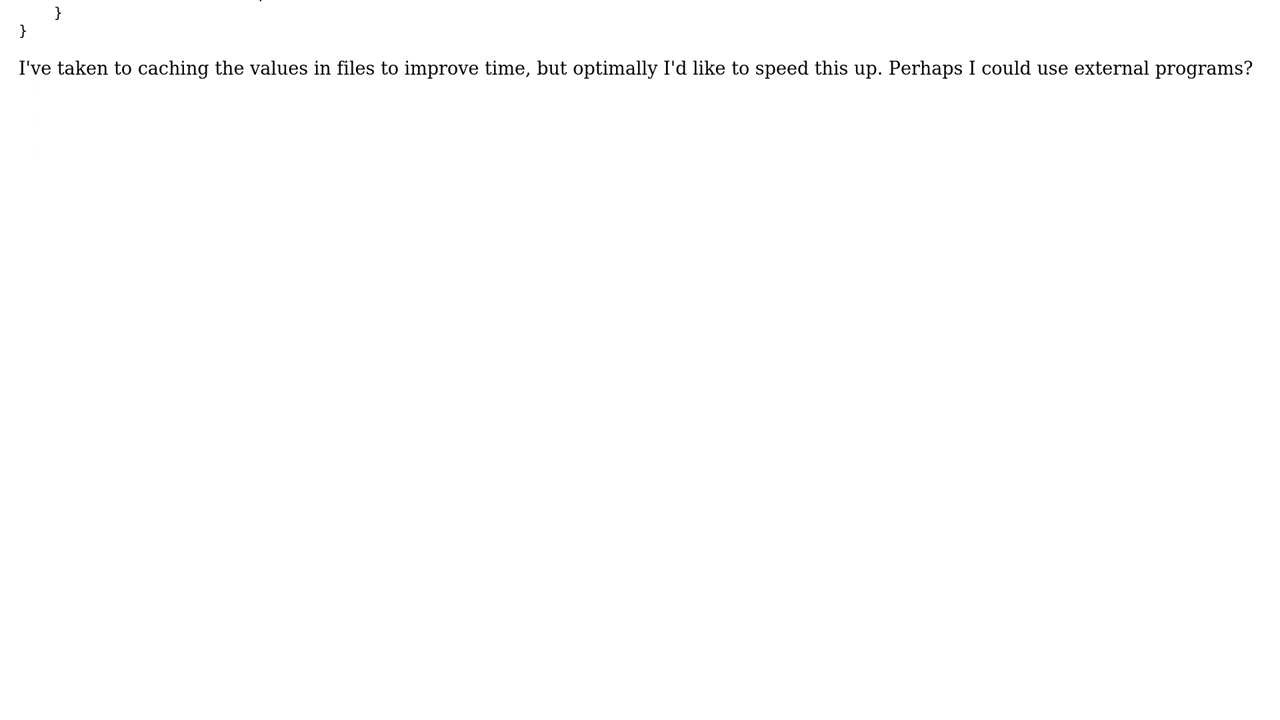 }
}
I've taken to caching the values in files to improve time, but optimally I'd like to speed this up. Perhaps I could use external programs?